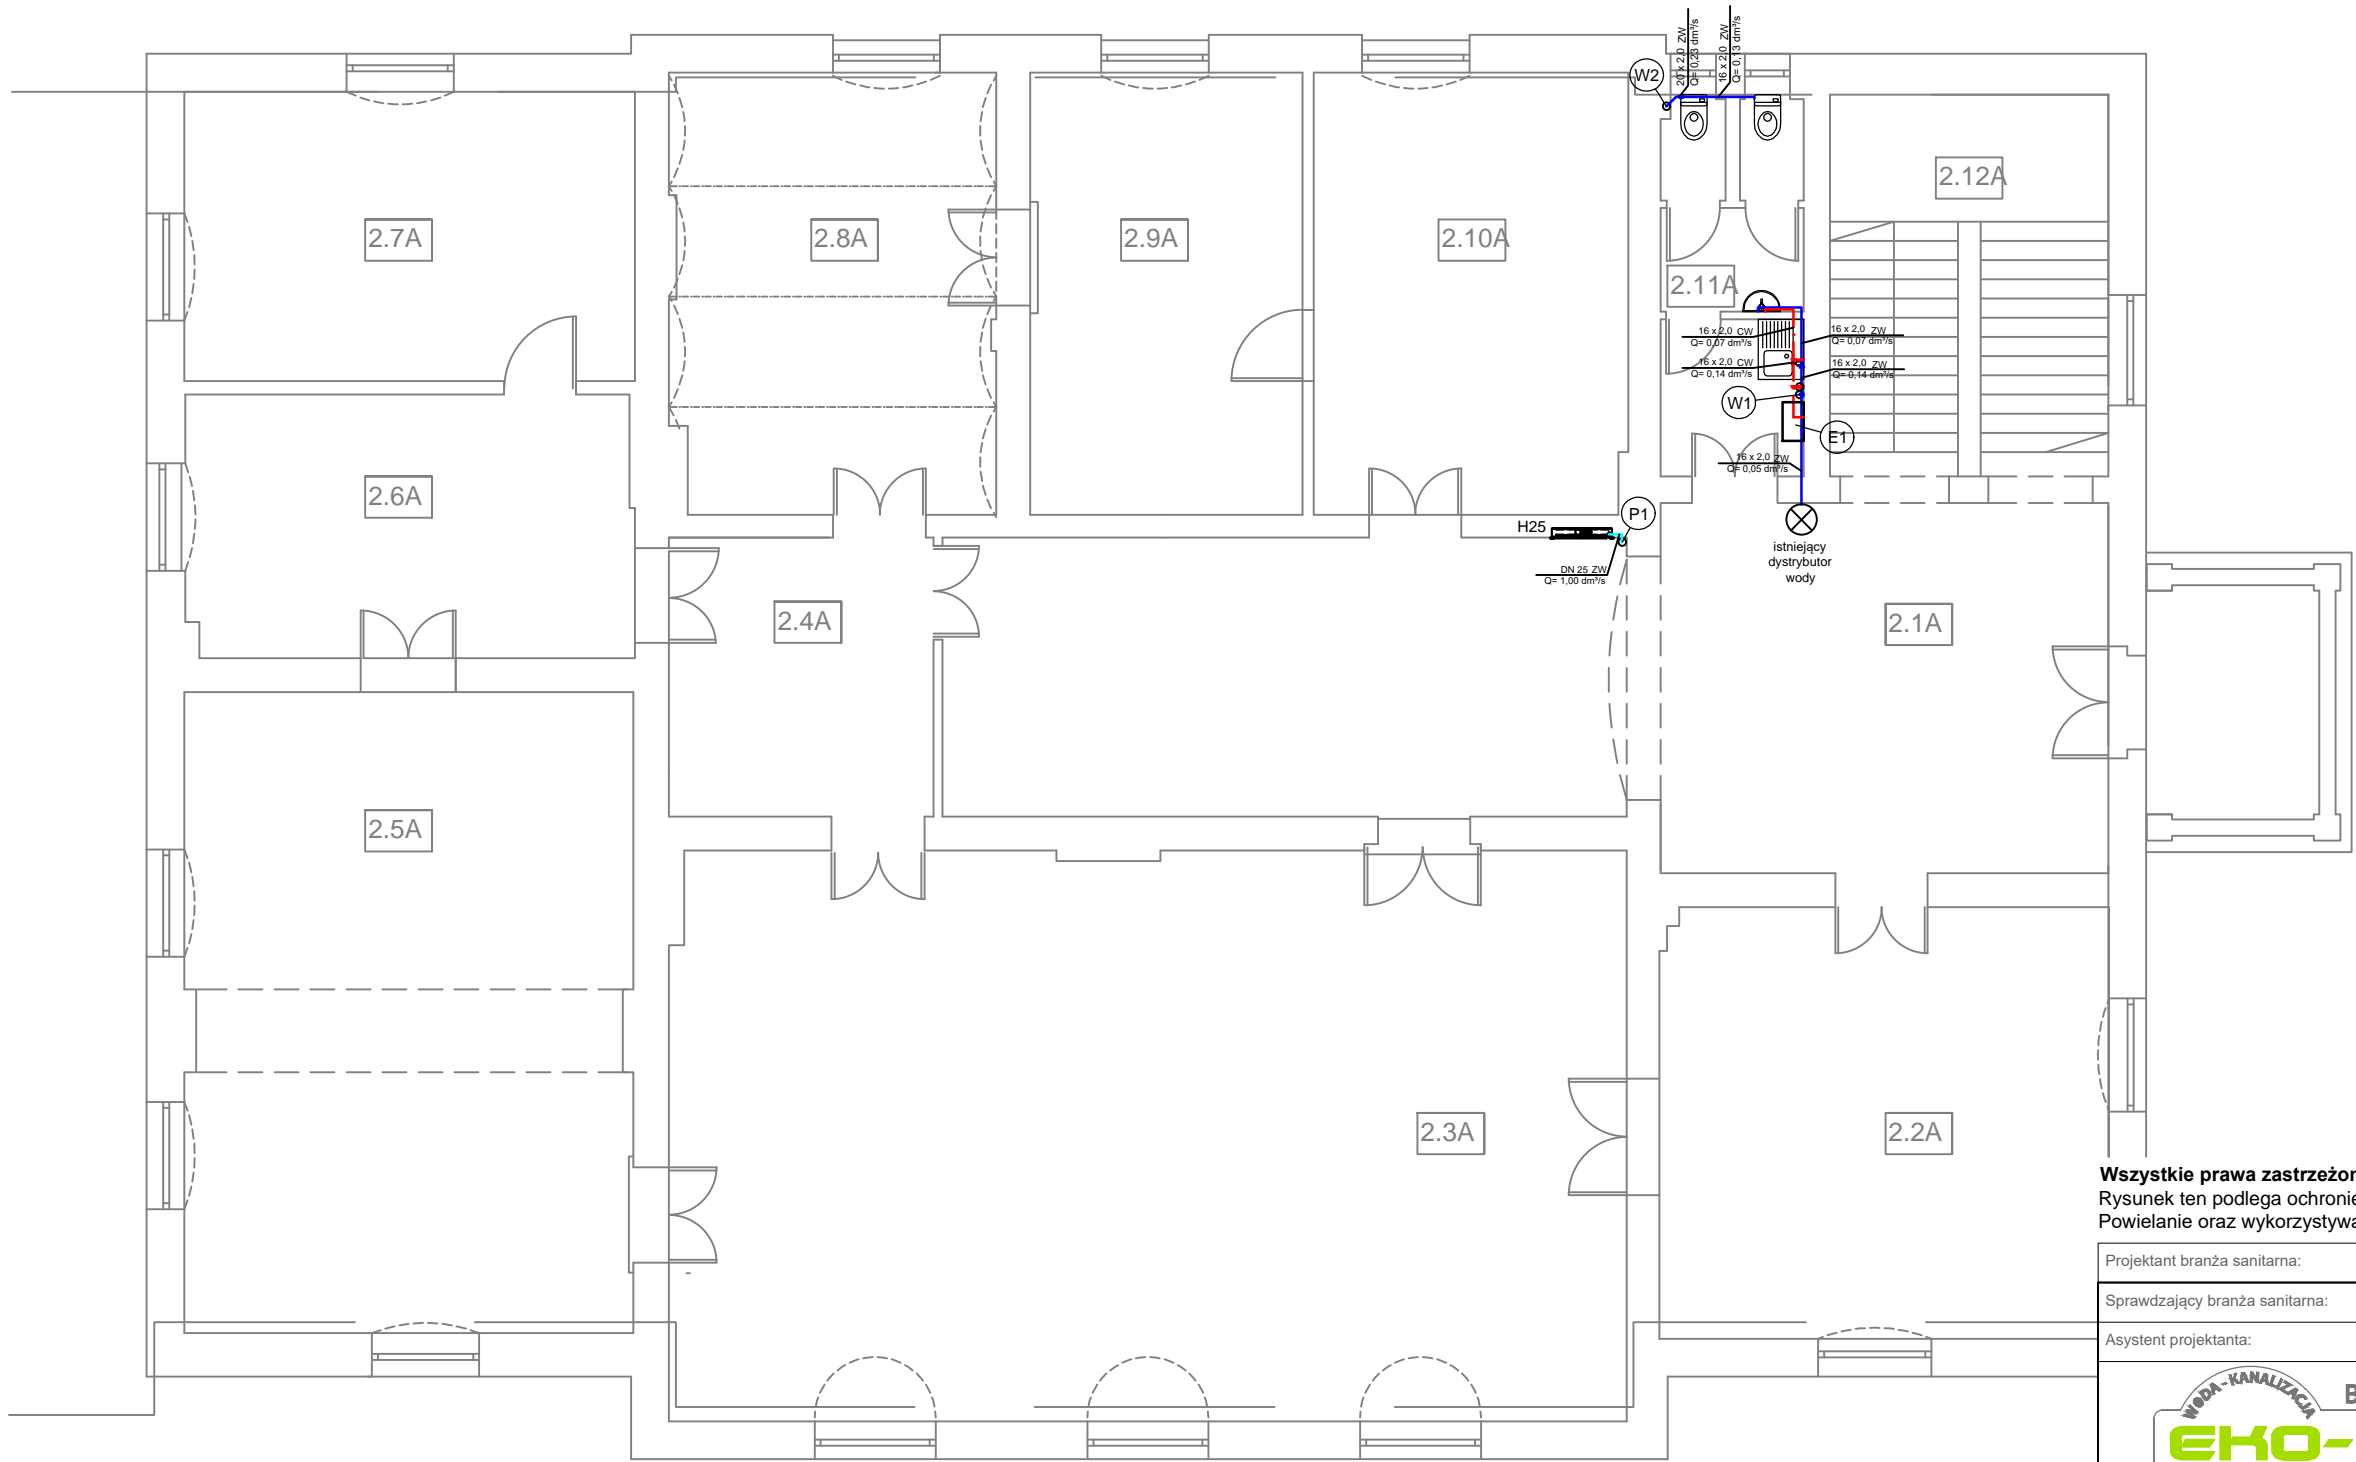 20 x 2,0 ZW
Q= 0,23 dm³/s
16 x 2,0 ZW
Q= 0,13 dm³/s
W2
2.12A
2.7A
2.8A
2.9A
2.10A
2.11A
16 x 2,0 CW
Q= 0,07 dm³/s
16 x 2,0 ZW
Q= 0,07 dm³/s
16 x 2,0 CW
Q= 0,14 dm³/s
16 x 2,0 ZW
Q= 0,14 dm³/s
W1
E1
16 x 2,0 ZW
Q= 0,05 dm³/s
2.6A
H25
P1
istniejący
dystrybutor
wody
DN 25 ZW
Q= 1,00 dm³/s
2.4A
2.1A
2.5A
2.3A
2.2A
Wszystkie prawa zastrzeżon
Rysunek ten podlega ochronie
Powielanie oraz wykorzystywa
Projektant branża sanitarna:
Sprawdzający branża sanitarna:
Asystent projektanta:
WODA-KANALIZACJA
B
EKO-